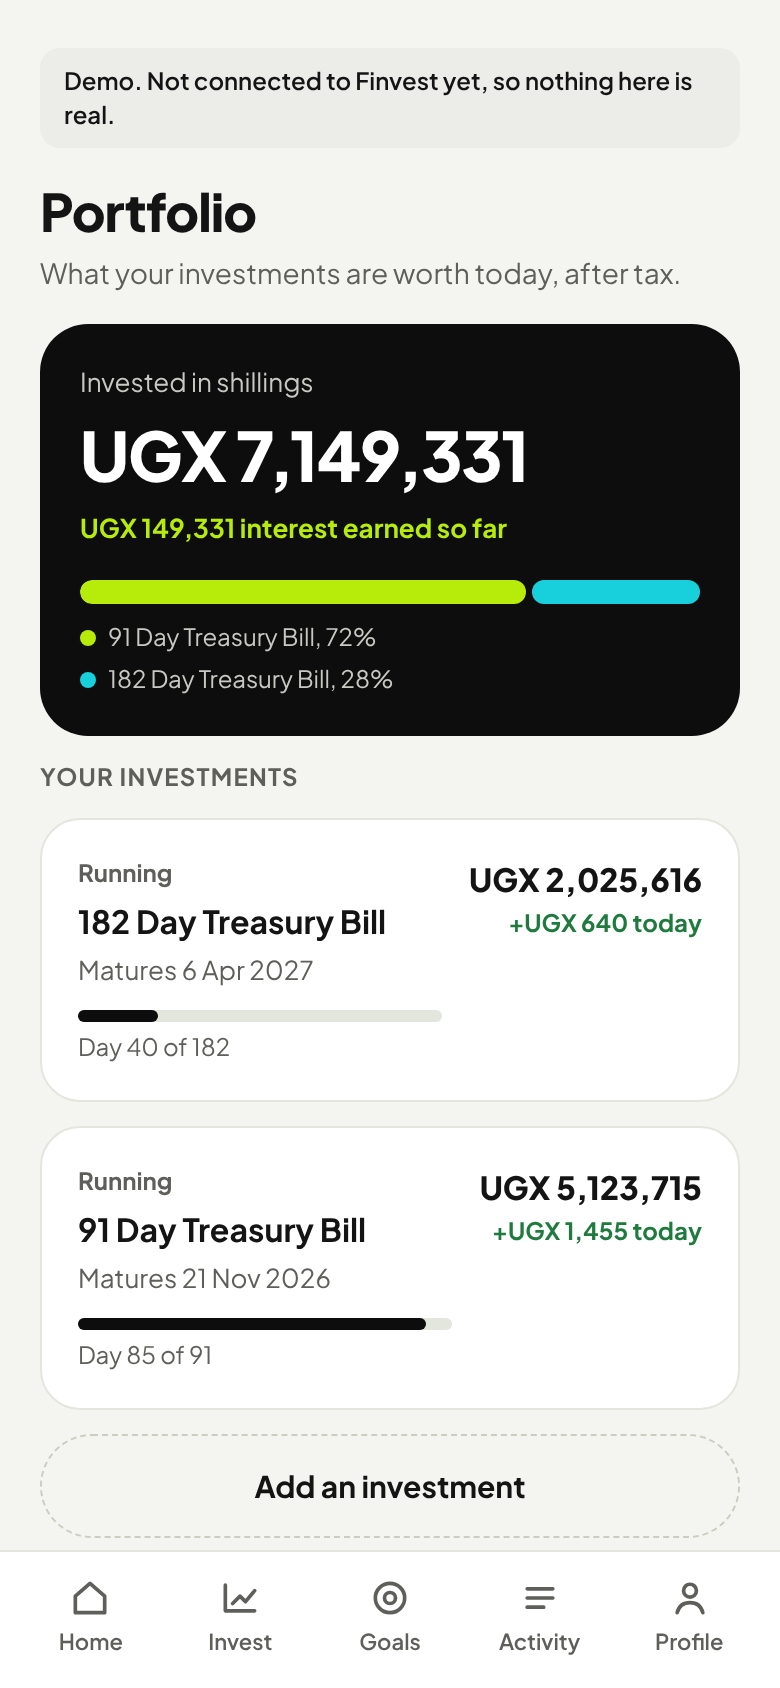 Demo. Not connected to Finvest yet, so nothing here is
real.
Portfolio
What your investments are worth today, after tax.
Invested in shillings
UGX 7,149,331
UGX 149,331 interest earned so far
91 Day Treasury Bill, 72%
182 Day Treasury Bill, 28%
YOUR INVESTMENTS
Running
UGX 2,025,616
182 Day Treasury Bill
+UGX 640 today
Matures 6 Apr 2027
Day 40 of 182
Running
UGX 5,123,715
91 Day Treasury Bill
+UGX 1,455 today
Matures 21 Nov 2026
Day 85 of 91
Add an investment
Home
Invest
Goals
Activity
Profile